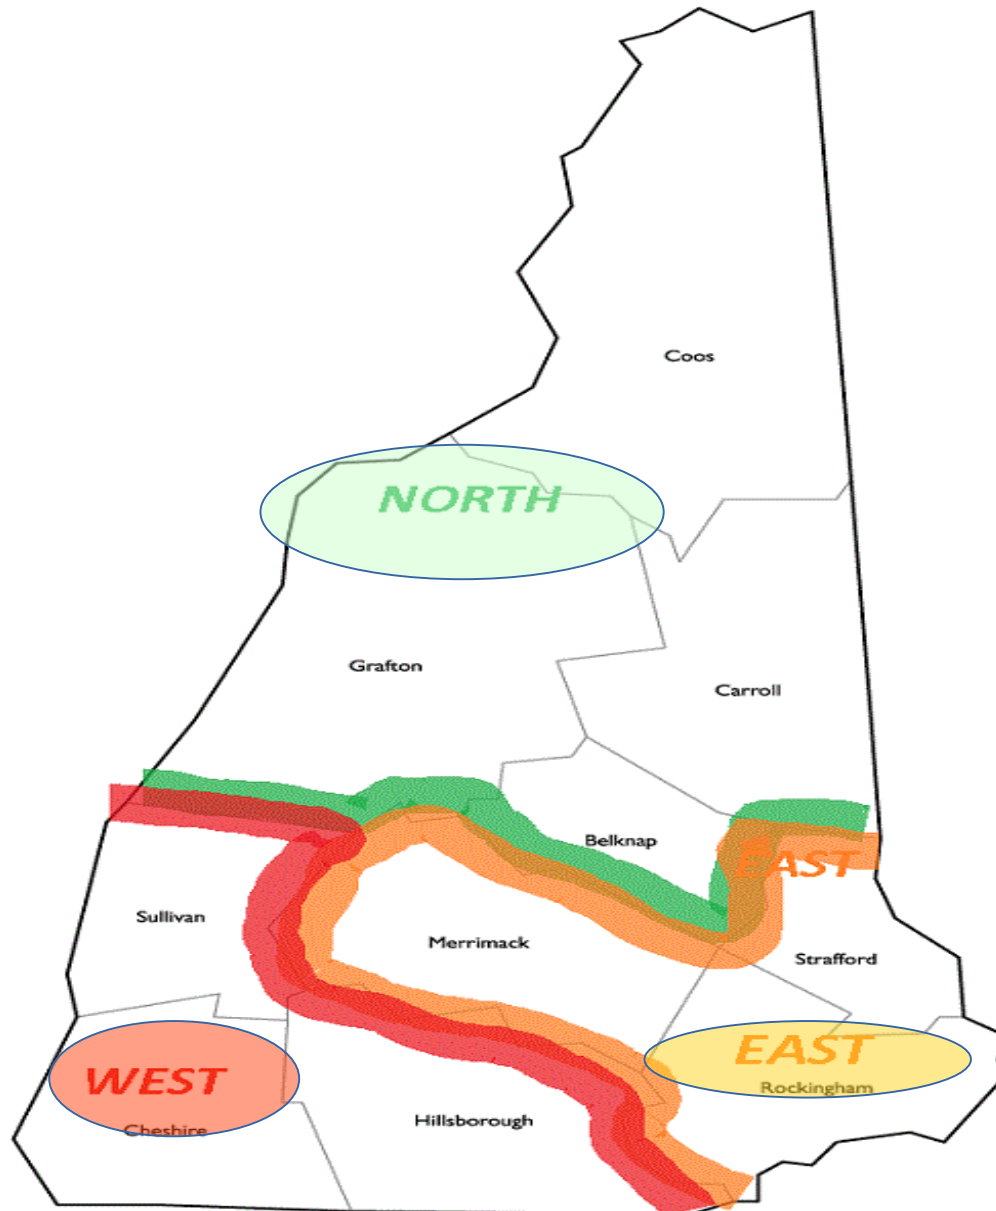 Coos
NORTH
Grafton
Carroll
Belknap
EAST
Sullivan
Merrimack
Strafford
EAST
WEST
Rockingham
Hillsborough
Cheshire